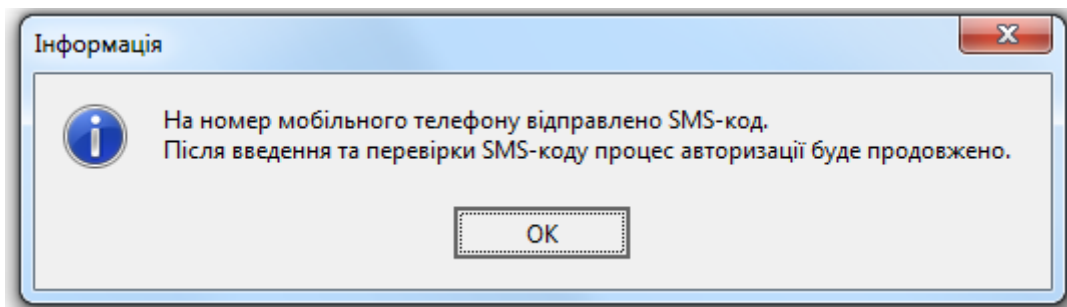 Інформація
На номер мобільного телефону відправлено SMS-код.
Після введення та перевірки SMS-коду процес авторизації буде продовжено.
OK